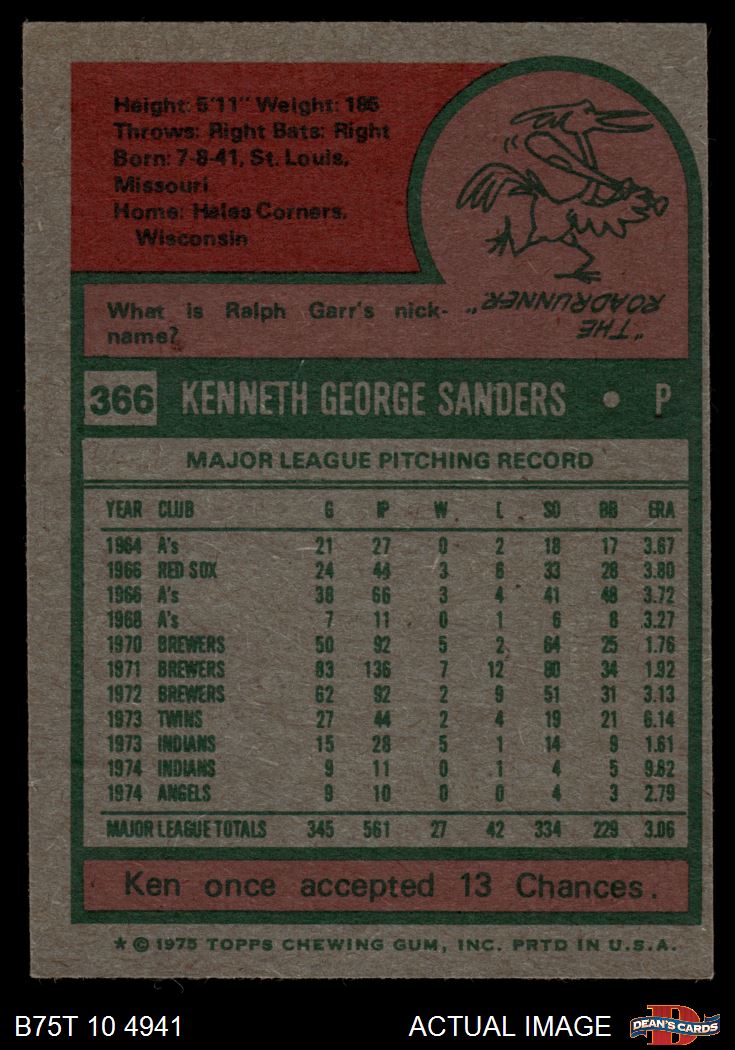 Height: 5'11" Weight: 185
Throws: Right Bats: Right
Born: 7-8-41, St. Louis,
Missouri
Home: Hales Corners,
Wisconsin
"THE
ROADRUNNER"
What is Ralph Garr's nick-
name?
366 KENNETH GEORGE SANDERS • P
MAJOR LEAGUE PITCHING RECORD
YEAR CLUB G IP W L SO BB ERA
1964 A's 21 27 0 2 18 17 3.67
1966 RED SOX 24 44 3 6 33 28 3.80
1966 A's 38 66 3 4 41 48 3.72
1968 A's 7 11 0 1 6 8 3.27
1970 BREWERS 50 92 5 2 64 25 1.76
1971 BREWERS 83 136 7 12 80 34 1.92
1972 BREWERS 62 92 2 9 51 31 3.13
1973 TWINS 27 44 2 4 19 21 6.14
1973 INDIANS 15 28 5 1 14 9 1.61
1974 INDIANS 9 11 0 1 4 5 9.82
1974 ANGELS 9 10 0 0 4 3 2.79
MAJOR LEAGUE TOTALS 345 561 27 42 334 229 3.06
Ken once accepted 13 Chances.
★ © 1975 TOPPS CHEWING GUM, INC. PRTD IN U.S.A.
B75T 10 4941 ACTUAL IMAGE DEAN'S CARDS